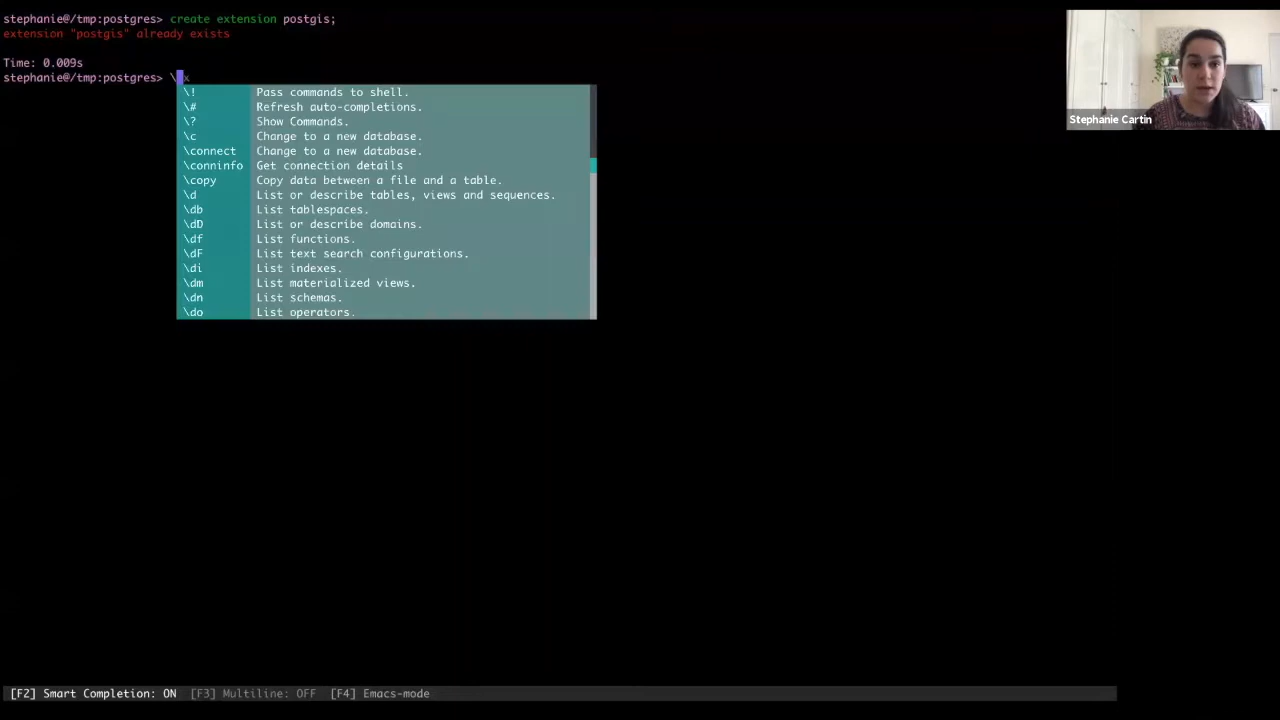 stephanie@/tmp:postgres> create extension postgis;
extension "postgis" already exists
Time: 0.009s
stephanie@/tmp:postgres> \x
\! Pass commands to shell.
\# Refresh auto-completions.
\? Show Commands.
\c Change to a new database.
\connect Change to a new database.
\conninfo Get connection details
\copy Copy data between a file and a table.
\d List or describe tables, views and sequences.
\db List tablespaces.
\dD List or describe domains.
\df List functions.
\dF List text search configurations.
\di List indexes.
\dm List materialized views.
\dn List schemas.
\do List operators.
Stephanie Cartin
[F2] Smart Completion: ON [F3] Multiline: OFF [F4] Emacs-mode